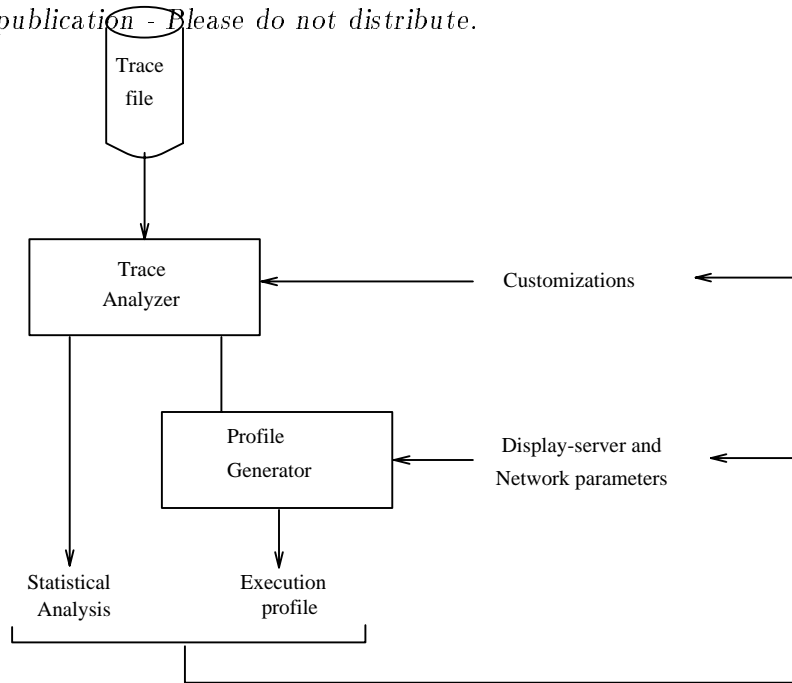 publication - Please do not distribute.
Trace
file
Trace
Analyzer
Customizations
Profile
Generator
Display-server and
Network parameters
Statistical
Analysis
Execution
profile